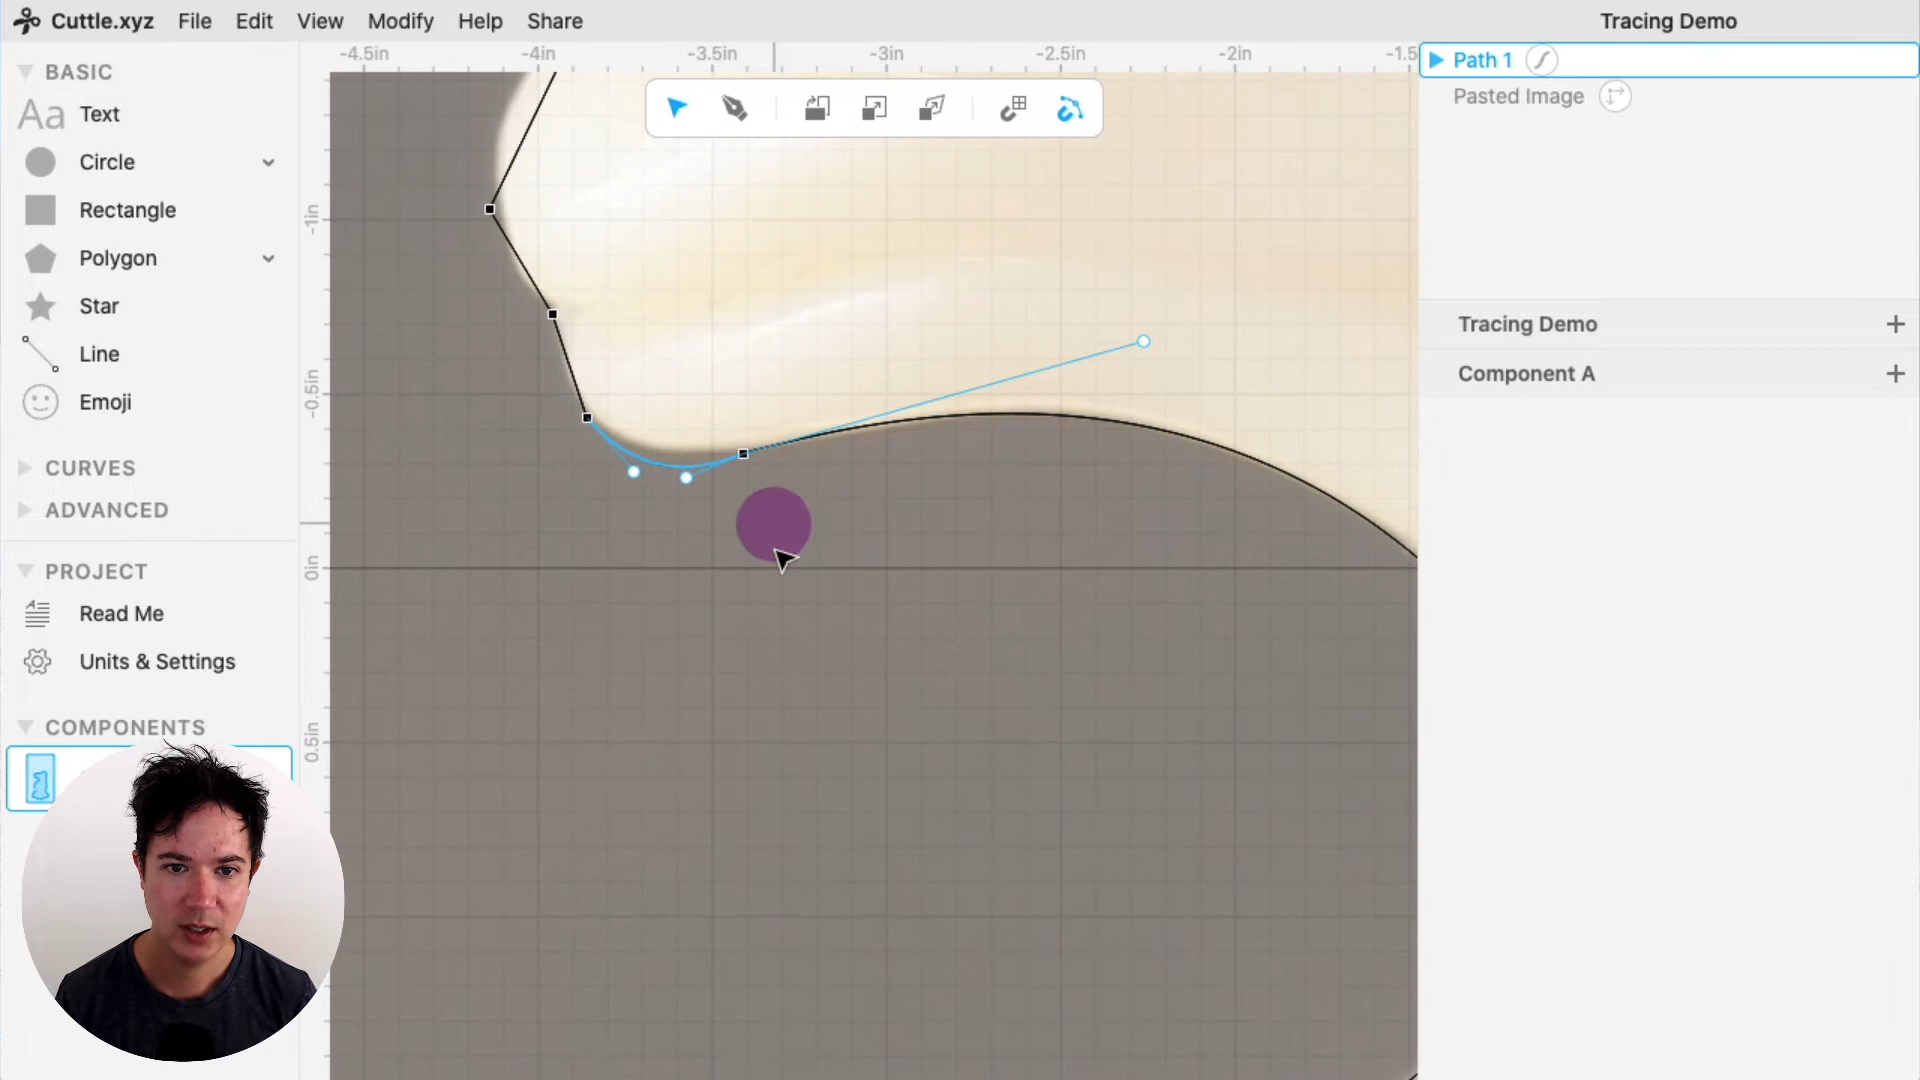 Cuttle.xyz File Edit View Modify Help Share
Tracing Demo
BASIC
Aa Text
Circle
Rectangle
Polygon
Star
Line
Emoji
CURVES
ADVANCED
PROJECT
Read Me
Units & Settings
COMPONENTS
-4.5in -4in -3.5in -3in -2.5in -2in -1.5
-1in
-0.5in
0in
0.5in
Path 1
Pasted Image
Tracing Demo
Component A